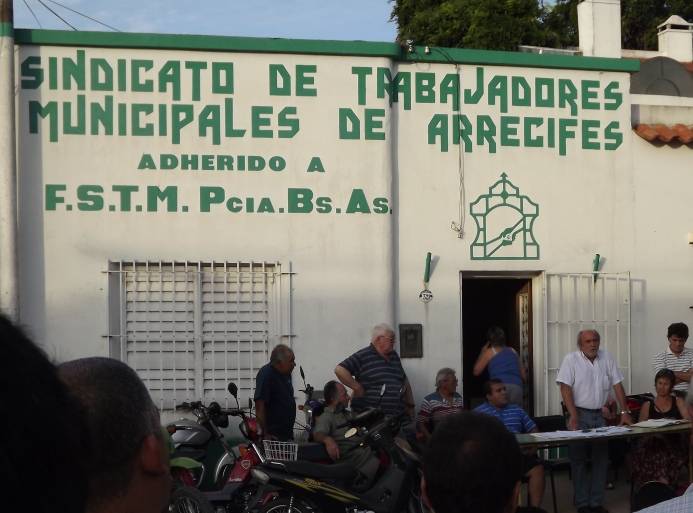 SINDICATO DE TRABAJADORES
MUNICIPALES DE ARRECIFES
ADHERIDO A
F.S.T.M. PCIA.BS.AS.